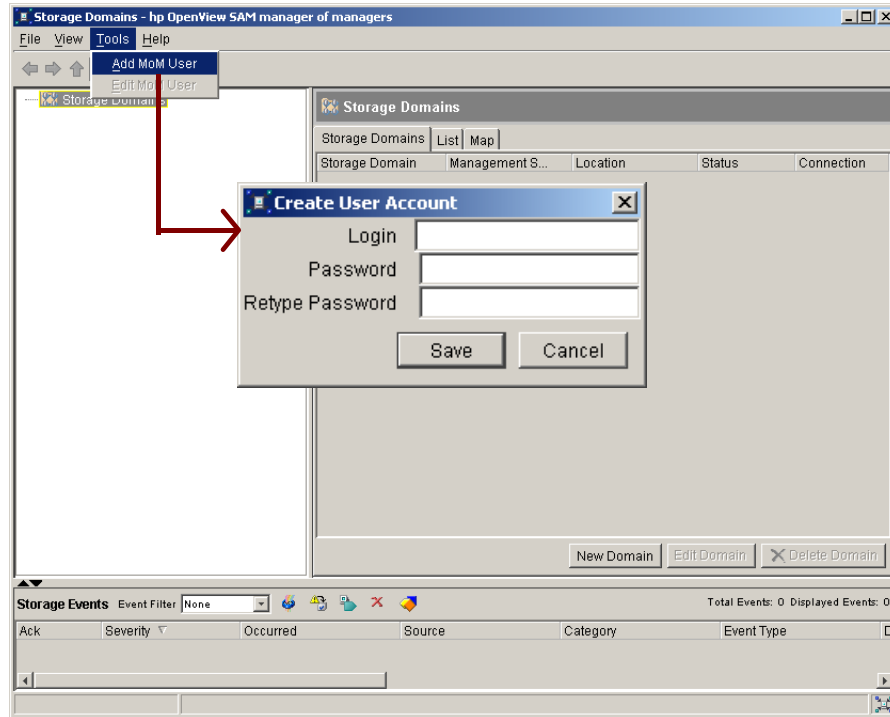 Storage Domains - hp OpenView SAM manager of managers
File View Tools Help
Add MoM User
Edit MoM User
Storage Domains
Storage Domains
Storage Domains List Map
Storage Domain Management S... Location Status Connection
Create User Account
Login
Password
Retype Password
Save Cancel
New Domain Edit Domain Delete Domain
Storage Events Event Filter None Total Events: 0 Displayed Events: 0
Ack Severity Occurred Source Category Event Type D